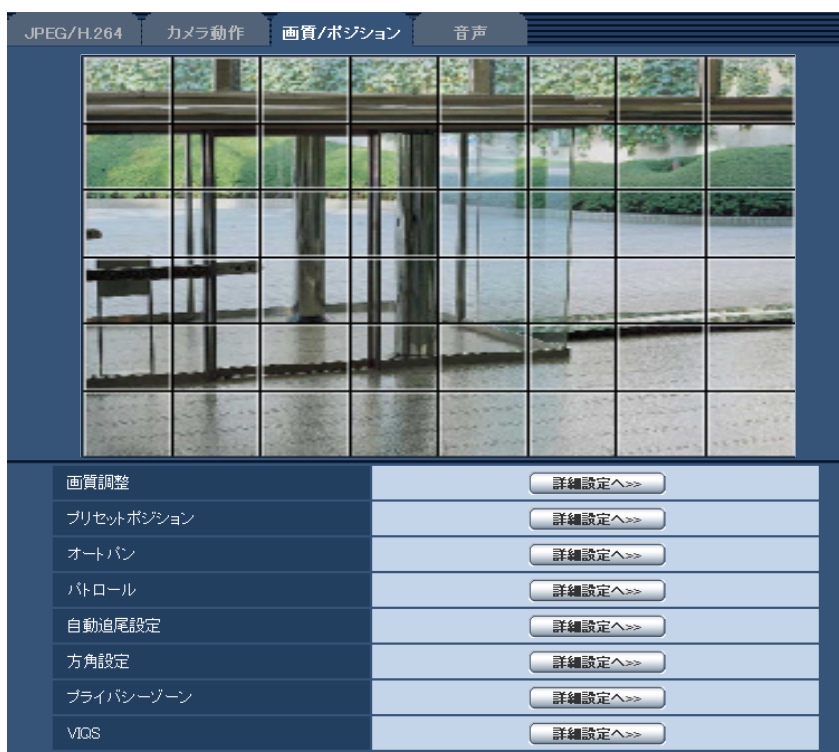 JPEG/H.264 カメラ動作 画質/ポジション 音声
画質調整 詳細設定へ>>
プリセットポジション 詳細設定へ>>
オートパン 詳細設定へ>>
パトロール 詳細設定へ>>
自動追尾設定 詳細設定へ>>
方角設定 詳細設定へ>>
プライバシーゾーン 詳細設定へ>>
VIQS 詳細設定へ>>